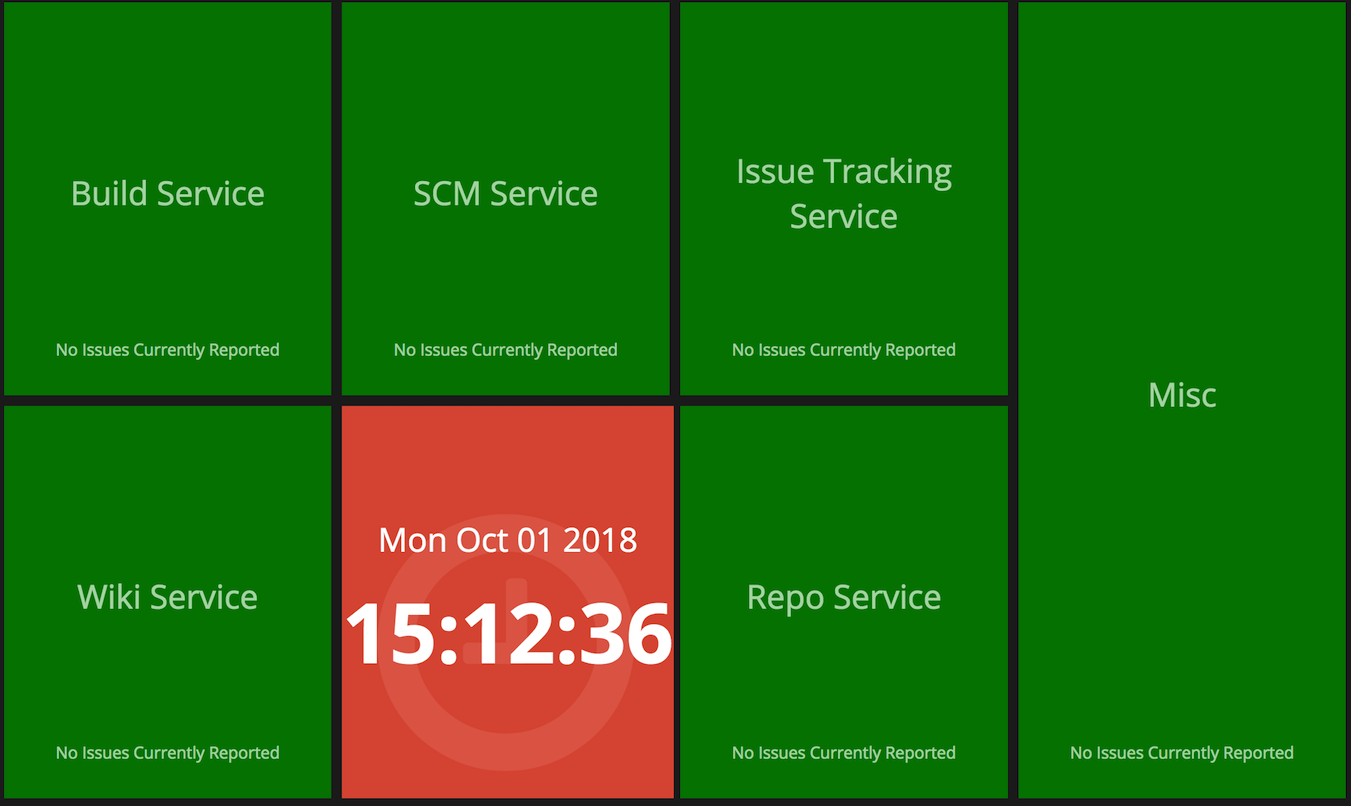 Build Service
No Issues Currently Reported
SCM Service
No Issues Currently Reported
Issue Tracking
Service
No Issues Currently Reported
Misc
No Issues Currently Reported
Wiki Service
No Issues Currently Reported
Mon Oct 01 2018
15:12:36
Repo Service
No Issues Currently Reported